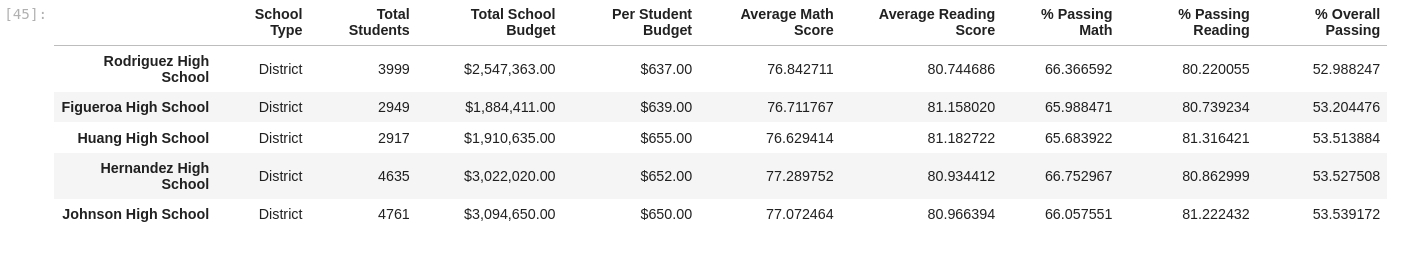 [45]:
School Type Total Students Total School Budget Per Student Budget Average Math Score Average Reading Score % Passing Math % Passing Reading % Overall Passing
Rodriguez High School District 3999 $2,547,363.00 $637.00 76.842711 80.744686 66.366592 80.220055 52.988247
Figueroa High School District 2949 $1,884,411.00 $639.00 76.711767 81.158020 65.988471 80.739234 53.204476
Huang High School District 2917 $1,910,635.00 $655.00 76.629414 81.182722 65.683922 81.316421 53.513884
Hernandez High School District 4635 $3,022,020.00 $652.00 77.289752 80.934412 66.752967 80.862999 53.527508
Johnson High School District 4761 $3,094,650.00 $650.00 77.072464 80.966394 66.057551 81.222432 53.539172